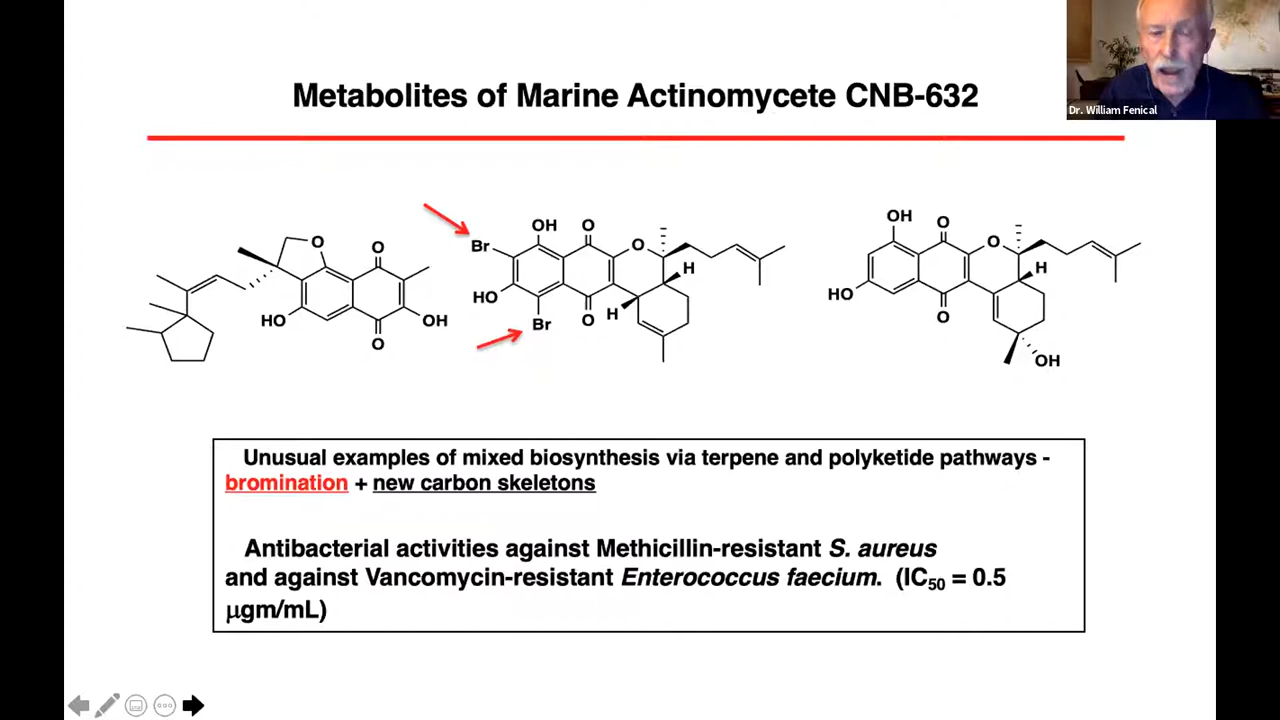 Metabolites of Marine Actinomycete CNB-632
Dr. William Fenical
O
O
HO
OH
O
Br
OH
O
O
H
HO
H
Br
O
OH
O
O
H
HO
O
OH
Unusual examples of mixed biosynthesis via terpene and polyketide pathways -
bromination + new carbon skeletons
Antibacterial activities against Methicillin-resistant S. aureus
and against Vancomycin-resistant Enterococcus faecium. (IC50 = 0.5
μgm/mL)